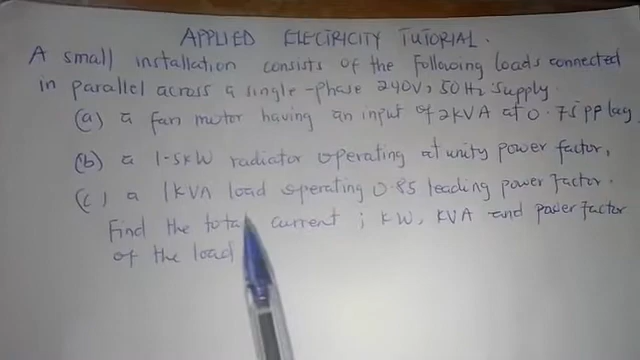 APPLIED ELECTRICITY TUTORIAL.
A small installation consists of the following loads connected
in parallel across a single-phase 240V, 50Hz supply.
(a) a fan motor having an input of 2KVA at 0.75 pp lag,
(b) a 1-5KW radiator operating at unity power factor,
(c) a 1KVA load operating 0.85 leading power factor.
Find the total current ; KW, KVA and power factor
of the load